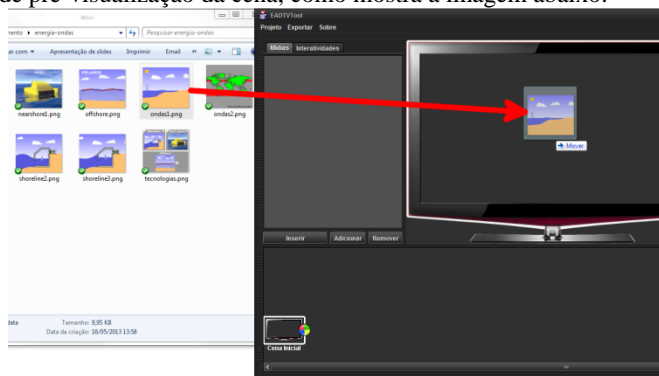 de pré-visualização da cena, como mostra a imagem abaixo:
EADTVTool
mento ▸ energia-ondas
Pesquisar energia-ondas
Projeto Exportar Sobre
ar com Apresentação de slides Imprimir Email »
Mídias Interatividades
nearshore1.png offshore.png ondas1.png ondas2.png
Mover
shoreline2.png shoreline3.png tecnologias.png
Inserir Adicionar Remover
data Tamanho: 9,95 KB
Data da criação: 16/05/2013 13:58
Cena Inicial